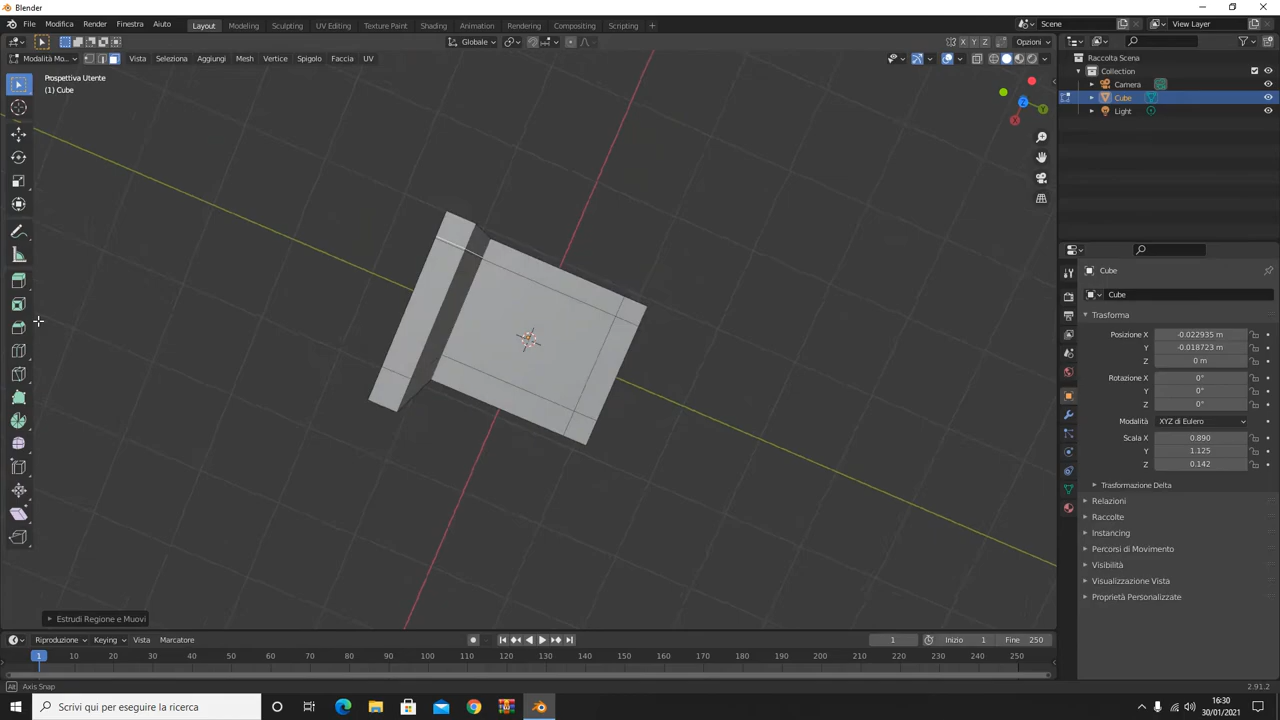 Blender
File Modifica Render Finestra Aiuto Layout Modeling Sculpting UV Editing Texture Paint Shading Animation Rendering Compositing Scripting + Scene View Layer
Globale X Y Z Opzioni
Modalità Mo... Vista Seleziona Aggiungi Mesh Vertice Spigolo Faccia UV
Prospettiva Utente
(1) Cube
Raccolta Scena
Collection
Camera
Cube
Light
Z
Y
X
Cube
Cube
Trasforma
Posizione X -0.022935 m
Y -0.018723 m
Z 0 m
Rotazione X 0°
Y 0°
Z 0°
Modalità XYZ di Eulero
Scala X 0.890
Y 1.125
Z 0.142
Trasformazione Delta
Relazioni
Raccolte
Instancing
Percorsi di Movimento
Visibilità
Visualizzazione Vista
Proprietà Personalizzate
Estrudi Regione e Muovi
Riproduzione Keying Vista Marcatore 1 Inizio 1 Fine 250
1 10 20 30 40 50 60 70 80 90 100 110 120 130 140 150 160 170 180 190 200 210 220 230 240 250
Alt Axis Snap 2.91.2
Scrivi qui per eseguire la ricerca
16:30
30/01/2021